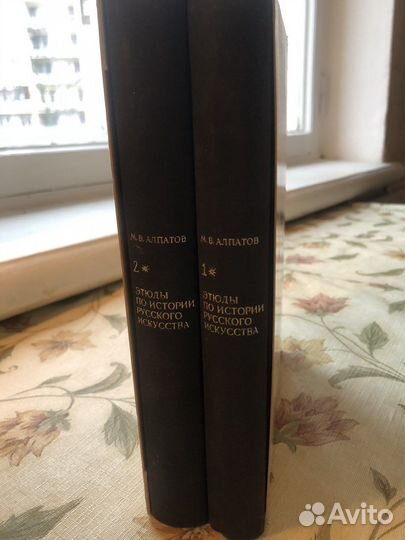 М. В. АЛПАТОВ
2*
ЭТЮДЫ
ПО ИСТОРИИ
РУССКОГО
ИСКУССТВА
М. В. АЛПАТОВ
1*
ЭТЮДЫ
ПО ИСТОРИИ
РУССКОГО
ИСКУССТВА
Avito